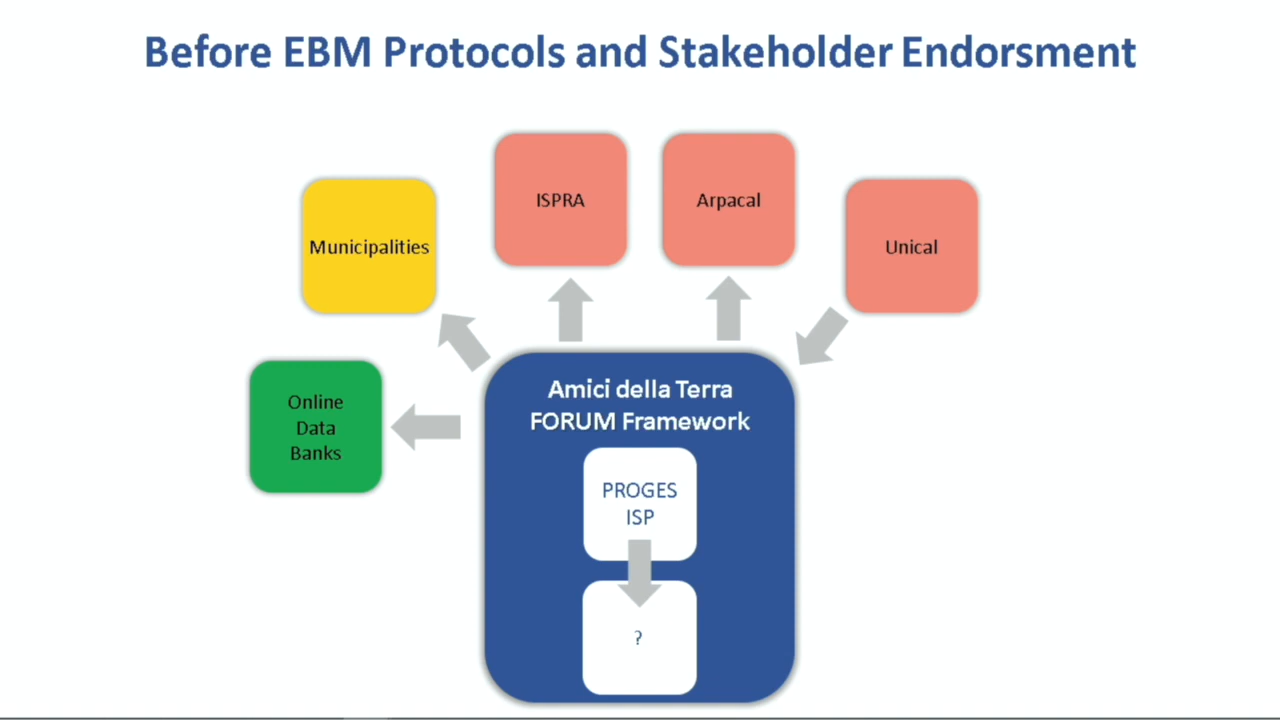 Before EBM Protocols and Stakeholder Endorsment
ISPRA
Arpacal
Municipalities
Unical
Online
Data
Banks
Amici della Terra
FORUM Framework
PROGES
ISP
?